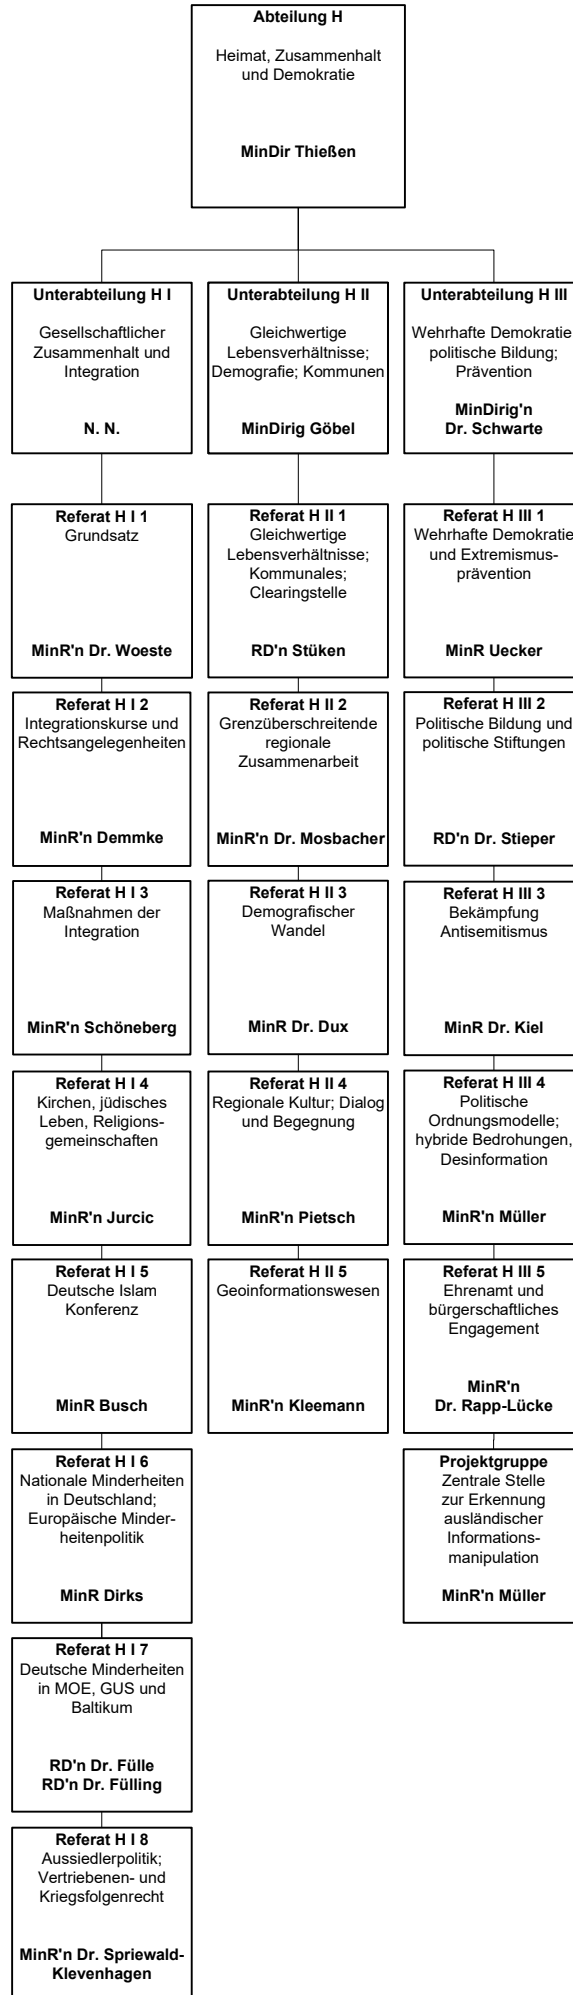 Abteilung H
Heimat, Zusammenhalt
und Demokratie
MinDir Thießen
Unterabteilung H I
Gesellschaftlicher
Zusammenhalt und
Integration
N. N.
Referat H I 1
Grundsatz
MinR'n Dr. Woeste
Referat H I 2
Integrationskurse und
Rechtsangelegenheiten
MinR'n Demmke
Referat H I 3
Maßnahmen der
Integration
MinR'n Schöneberg
Referat H I 4
Kirchen, jüdisches
Leben, Religions-
gemeinschaften
MinR'n Jurcic
Referat H I 5
Deutsche Islam
Konferenz
MinR Busch
Referat H I 6
Nationale Minderheiten
in Deutschland;
Europäische Minder-
heitenpolitik
MinR Dirks
Referat H I 7
Deutsche Minderheiten
in MOE, GUS und
Baltikum
RD'n Dr. Fülle
RD'n Dr. Fülling
Referat H I 8
Aussiedlerpolitik;
Vertriebenen- und
Kriegsfolgenrecht
MinR'n Dr. Spriewald-
Klevenhagen
Unterabteilung H II
Gleichwertige
Lebensverhältnisse;
Demografie; Kommunen
MinDirig Göbel
Referat H II 1
Gleichwertige
Lebensverhältnisse;
Kommunales;
Clearingstelle
RD'n Stüken
Referat H II 2
Grenzüberschreitende
regionale
Zusammenarbeit
MinR'n Dr. Mosbacher
Referat H II 3
Demografischer
Wandel
MinR Dr. Dux
Referat H II 4
Regionale Kultur; Dialog
und Begegnung
MinR'n Pietsch
Referat H II 5
Geoinformationswesen
MinR'n Kleemann
Unterabteilung H III
Wehrhafte Demokratie
politische Bildung;
Prävention
MinDirig'n
Dr. Schwarte
Referat H III 1
Wehrhafte Demokratie
und Extremismus-
prävention
MinR Uecker
Referat H III 2
Politische Bildung und
politische Stiftungen
RD'n Dr. Stieper
Referat H III 3
Bekämpfung
Antisemitismus
MinR Dr. Kiel
Referat H III 4
Politische
Ordnungsmodelle;
hybride Bedrohungen,
Desinformation
MinR'n Müller
Referat H III 5
Ehrenamt und
bürgerschaftliches
Engagement
MinR'n
Dr. Rapp-Lücke
Projektgruppe
Zentrale Stelle
zur Erkennung
ausländischer
Informations-
manipulation
MinR'n Müller